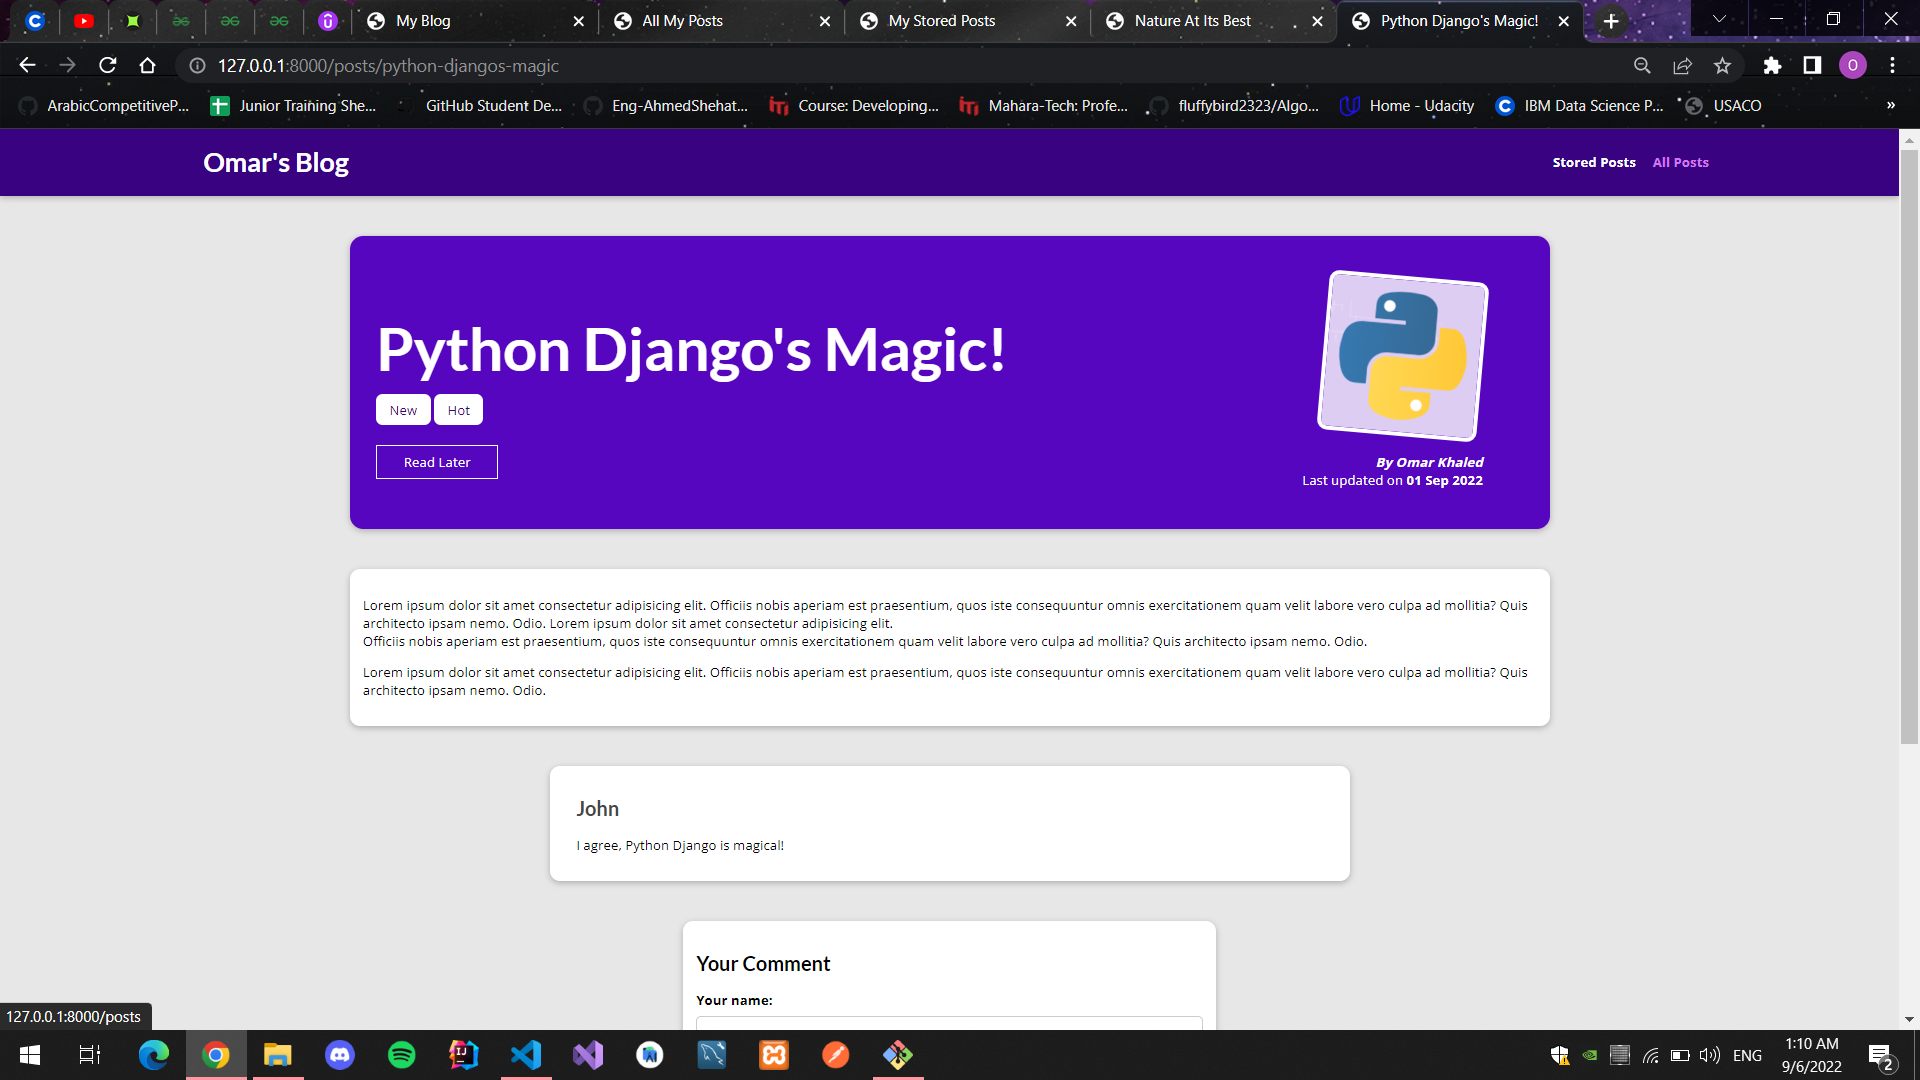 My Blog
All My Posts
My Stored Posts
Nature At Its Best
Python Django's Magic!
127.0.0.1:8000/posts/python-djangos-magic
O
ArabicCompetitiveP...
Junior Training She...
GitHub Student De...
Eng-AhmedShehat...
Course: Developing...
Mahara-Tech: Profe...
fluffybird2323/Algo...
Home - Udacity
IBM Data Science P...
USACO
»
Omar's Blog
Stored Posts
All Posts
Python Django's Magic!
New
Hot
Read Later
By Omar Khaled
Last updated on 01 Sep 2022
Lorem ipsum dolor sit amet consectetur adipisicing elit. Officiis nobis aperiam est praesentium, quos iste consequuntur omnis exercitationem quam velit labore vero culpa ad mollitia? Quis
architecto ipsam nemo. Odio. Lorem ipsum dolor sit amet consectetur adipisicing elit.
Officiis nobis aperiam est praesentium, quos iste consequuntur omnis exercitationem quam velit labore vero culpa ad mollitia? Quis architecto ipsam nemo. Odio.
Lorem ipsum dolor sit amet consectetur adipisicing elit. Officiis nobis aperiam est praesentium, quos iste consequuntur omnis exercitationem quam velit labore vero culpa ad mollitia? Quis
architecto ipsam nemo. Odio.
John
I agree, Python Django is magical!
Your Comment
Your name:
127.0.0.1:8000/posts
ENG
1:10 AM
9/6/2022
2